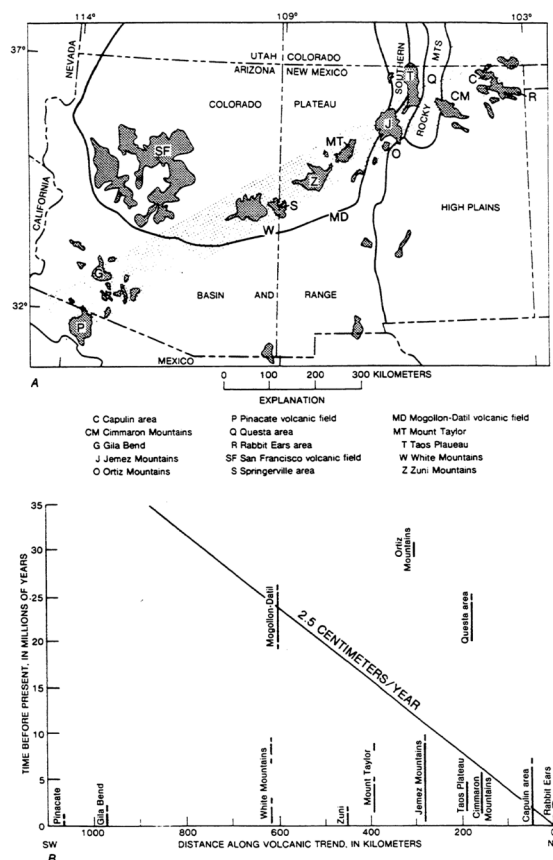 114° 109° 103°
37°
NEVADA
UTAH COLORADO
ARIZONA NEW MEXICO
SOUTHERN
ROCKY
MTS
T
Q
C
CM
R
COLORADO PLATEAU
J
O
MT
SF
Z
S
W
MD
CALIFORNIA
HIGH PLAINS
G
BASIN AND RANGE
32°
P
MEXICO
A
0 100 200 300 KILOMETERS
EXPLANATION
C Capulin area
CM Cimmaron Mountains
G Gila Bend
J Jemez Mountains
O Ortiz Mountains
P Pinacate volcanic field
Q Questa area
R Rabbit Ears area
SF San Francisco volcanic field
S Springerville area
MD Mogollon-Datil volcanic field
MT Mount Taylor
T Taos Plaueau
W White Mountains
Z Zuni Mountains
TIME BEFORE PRESENT, IN MILLIONS OF YEARS
35
30
25
20
15
10
5
0
Ortiz
Mountains
Mogollon-Datil
Questa area
2.5 CENTIMETERS/YEAR
Pinacate
Gila Bend
White Mountains
Zuni
Mount Taylor
Jemez Mountains
Taos Plateau
Cimmaron
Mountains
Capulin area
Rabbit Ears
1000 800 600 400 200 0
SW DISTANCE ALONG VOLCANIC TREND, IN KILOMETERS N
B